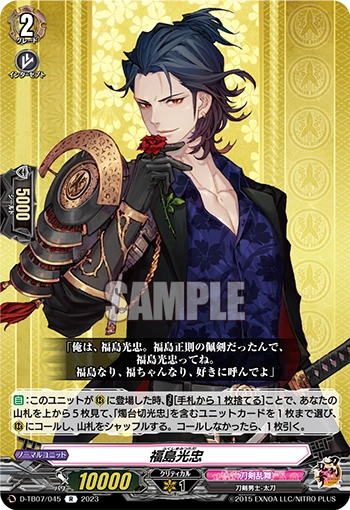 2
グレード
インターセプト
シールド
5000
SAMPLE
「俺は、福島光忠。福島正則の佩剣だったんで、
福島光忠ってね。
福島なり、福ちゃんなり、好きに呼んでよ」
自:このユニットがⓇに登場した時、[手札から1枚捨てる]ことで、あなたの
山札を上から5枚見て、「燭台切光忠」を含むユニットカードを1枚まで選び、
Ⓡにコールし、山札をシャッフルする。コールしなかったら、1枚引く。
ノーマルユニット
福島光忠
パワー
10000
クリティカル
1
刀剣乱舞
刀剣男士・太刀
D-TB07/045 R 2023
©2015 EXNOA LLC/NITRO PLUS